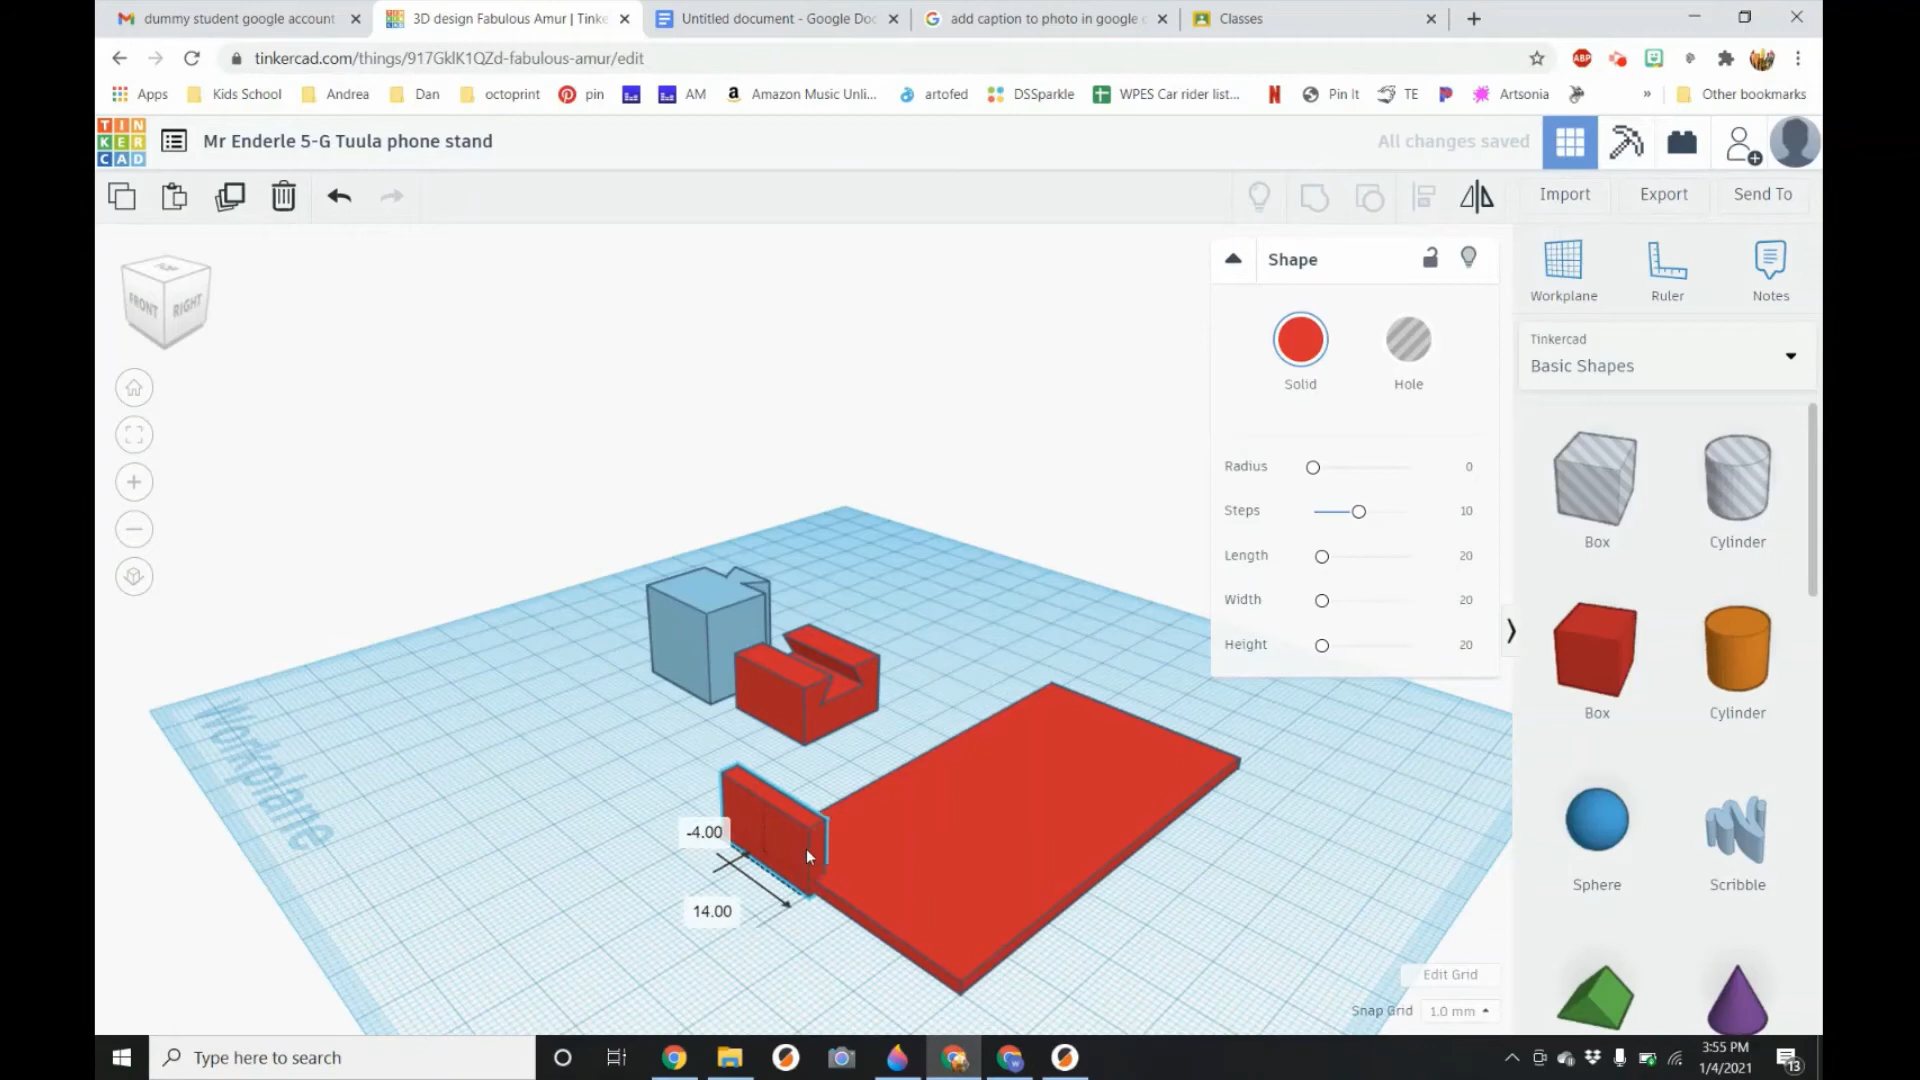 dummy student google account
3D design Fabulous Amur | Tinke
Untitled document - Google Doc
add caption to photo in google
Classes
tinkercad.com/things/917GklK1QZd-fabulous-amur/edit
ABP
Apps
Kids School
Andrea
Dan
octoprint
pin
AM
Amazon Music Unli...
artofed
DSSparkle
WPES Car rider list...
Pin It
TE
Artsonia
»
Other bookmarks
TIN
KER
CAD
Mr Enderle 5-G Tuula phone stand
All changes saved
Import
Export
Send To
TOP
FRONT
RIGHT
Shape
Solid
Hole
Radius
0
Steps
10
Length
20
Width
20
Height
20
Workplane
Ruler
Notes
Tinkercad
Basic Shapes
Box
Cylinder
Box
Cylinder
Sphere
Scribble
Workplane
-4.00
14.00
Edit Grid
Snap Grid
1.0 mm
Type here to search
3:55 PM
1/4/2021
13